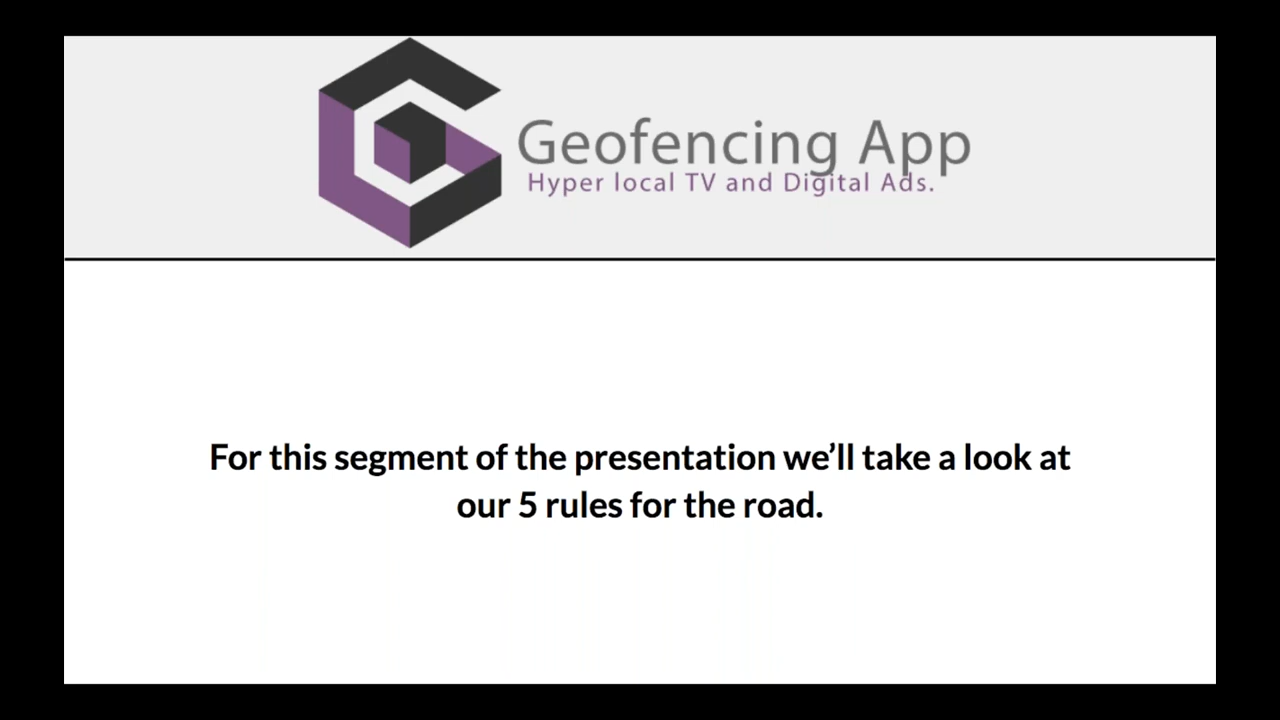 Geofencing App
Hyper local TV and Digital Ads.
For this segment of the presentation we’ll take a look at
our 5 rules for the road.